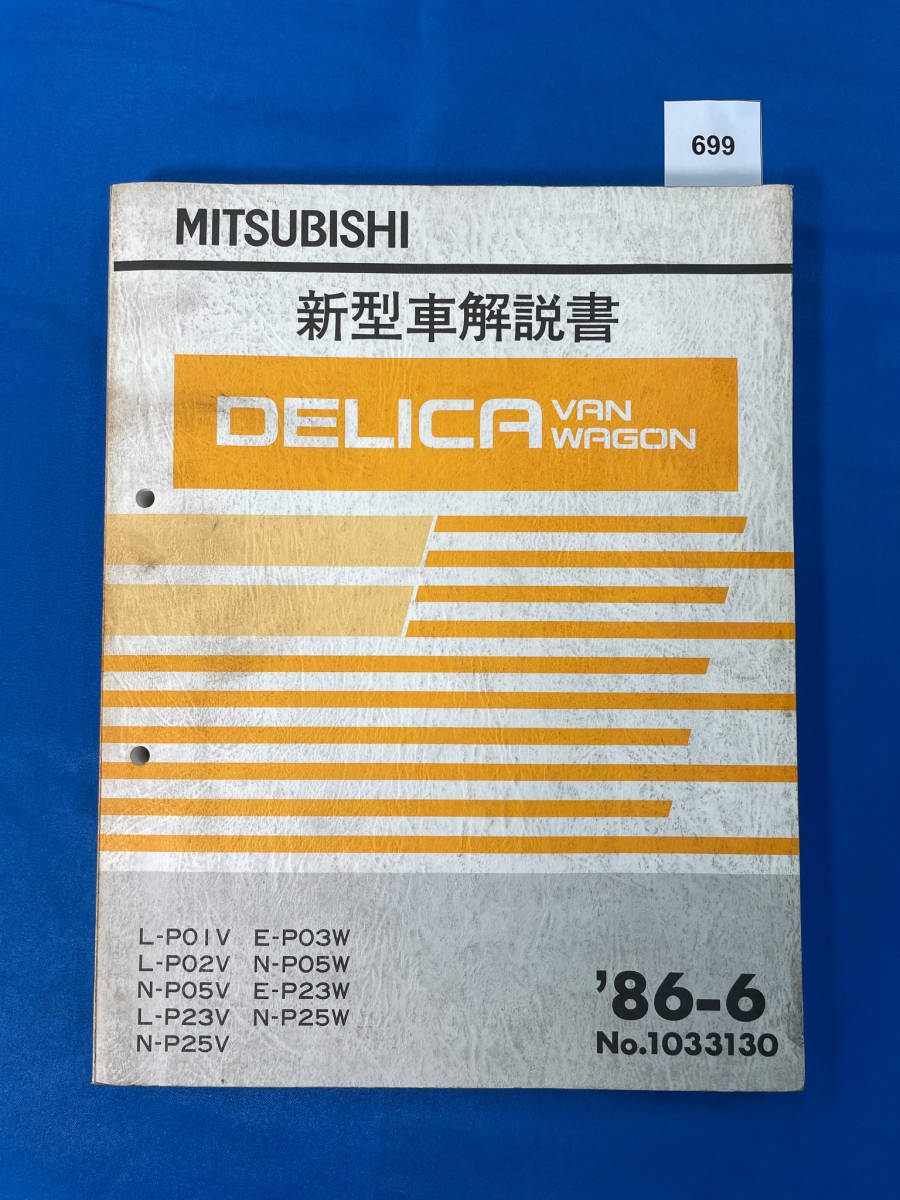 699
MITSUBISHI
新型車解説書
DELICA VAN WAGON
L-P01V E-P03W
L-P02V N-P05W
N-P05V E-P23W
L-P23V N-P25W
N-P25V
'86-6
No.1033130